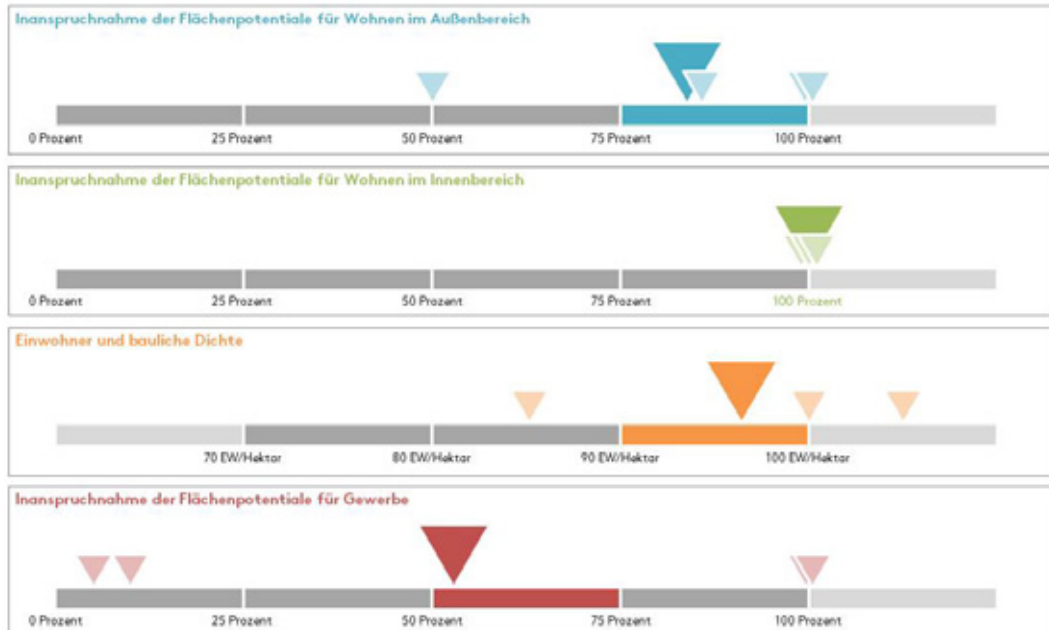 Inanspruchnahme der Flächenpotentiale für Wohnen im Außenbereich
0 Prozent 25 Prozent 50 Prozent 75 Prozent 100 Prozent
Inanspruchnahme der Flächenpotentiale für Wohnen im Innenbereich
0 Prozent 25 Prozent 50 Prozent 75 Prozent 100 Prozent
Einwohner und bauliche Dichte
70 EW/Hektar 80 EW/Hektar 90 EW/Hektar 100 EW/Hektar
Inanspruchnahme der Flächenpotentiale für Gewerbe
0 Prozent 25 Prozent 50 Prozent 75 Prozent 100 Prozent